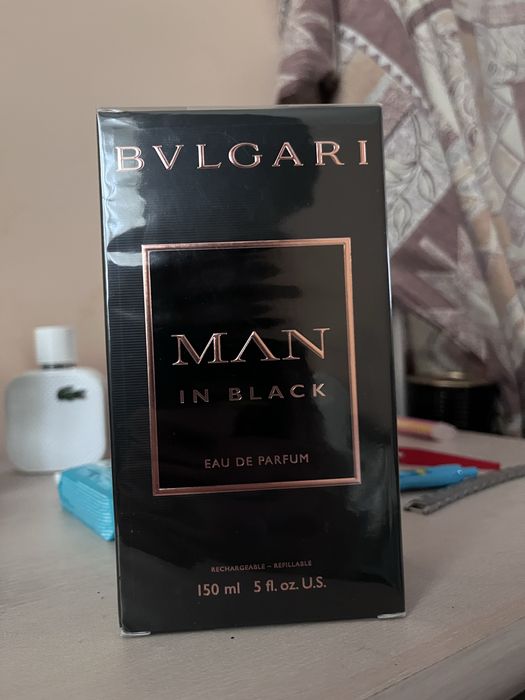 BVLGARI
MAN
IN BLACK
EAU DE PARFUM
RECHARGEABLE – REFILLABLE
150 ml 5 fl. oz. U.S.